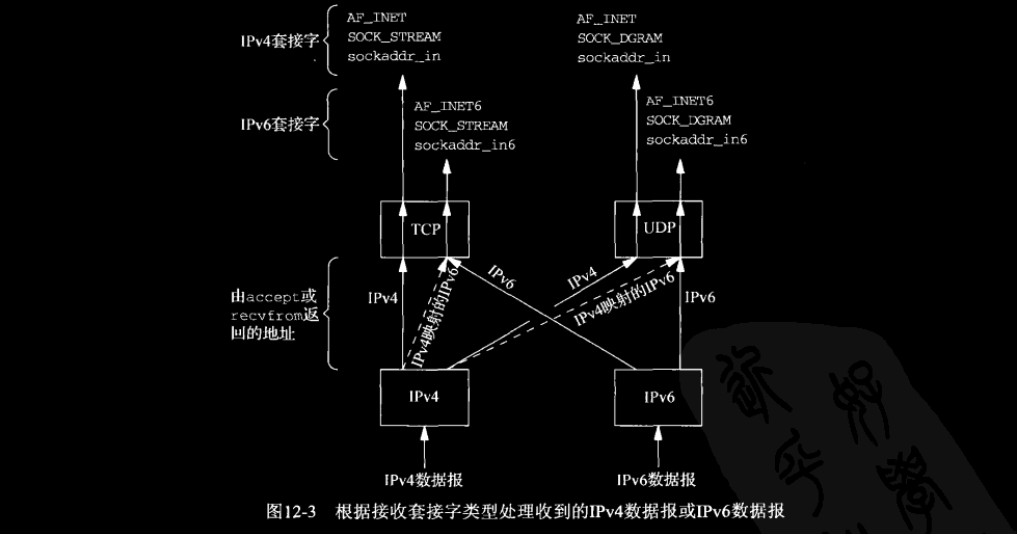 AF_INET
SOCK_STREAM
sockaddr_in
IPv4套接字
AF_INET
SOCK_DGRAM
sockaddr_in
AF_INET6
SOCK_STREAM
sockaddr_in6
IPv6套接字
AF_INET6
SOCK_DGRAM
sockaddr_in6
TCP
UDP
由accept或
recvfrom返
回的地址
IPv4
IPv4映射的IPv6
IPv6
IPv4
IPv4映射的IPv6
IPv6
IPv4
IPv6
IPv4数据报
IPv6数据报
图12-3 根据接收套接字类型处理收到的IPv4数据报或IPv6数据报